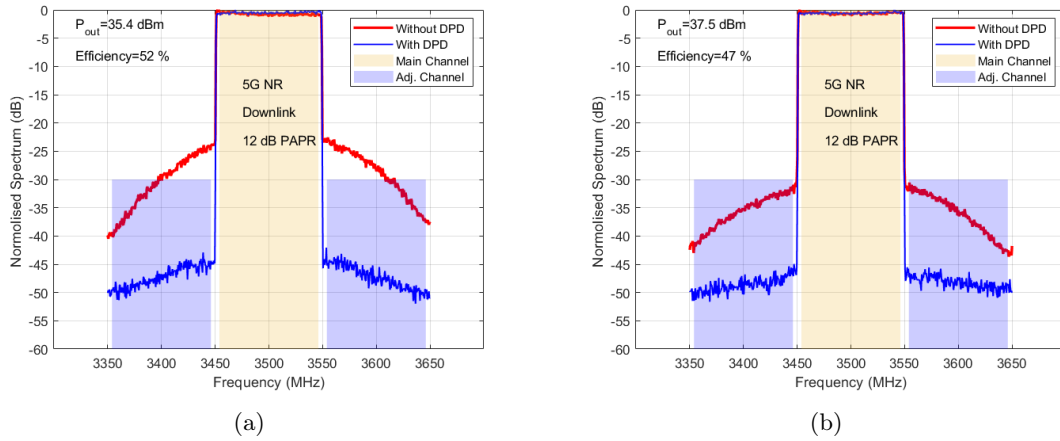 P_out=35.4 dBm
Efficiency=52 %
Without DPD
With DPD
Main Channel
Adj. Channel
5G NR
Downlink
12 dB PAPR
0
-5
-10
-15
-20
-25
-30
-35
-40
-45
-50
-55
-60
Normolised Spectrum (dB)
3350
3400
3450
3500
3550
3600
3650
Frequency (MHz)
(a)
P_out=37.5 dBm
Efficiency=47 %
Without DPD
With DPD
Main Channel
Adj. Channel
5G NR
Downlink
12 dB PAPR
0
-5
-10
-15
-20
-25
-30
-35
-40
-45
-50
-55
-60
Normolised Spectrum (dB)
3350
3400
3450
3500
3550
3600
3650
Frequency (MHz)
(b)